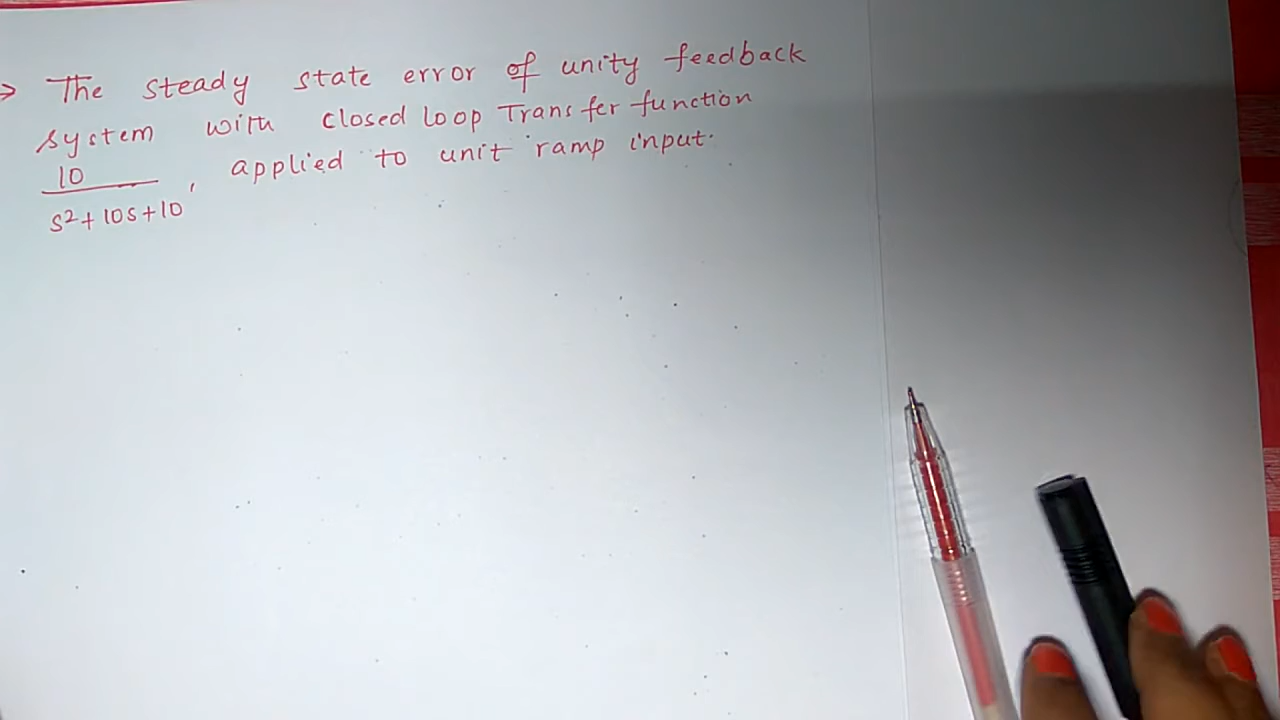 → The steady state error of unity feedback
system with closed loop Transfer function
10 / s²+10s+10, applied to unit ramp input.